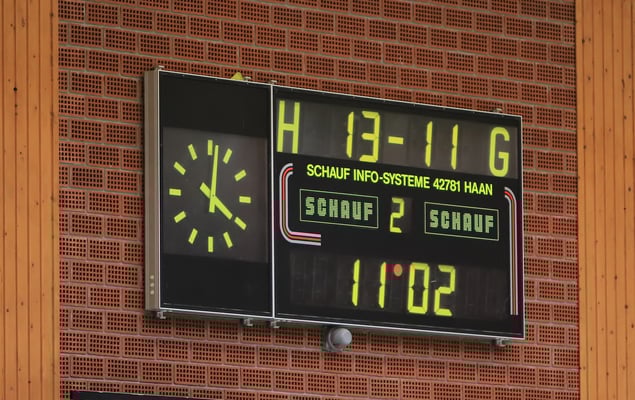 H 13-11 G
SCHAUF INFO-SYSTEME 42781 HAAN
SCHAUF 2 SCHAUF
11:02